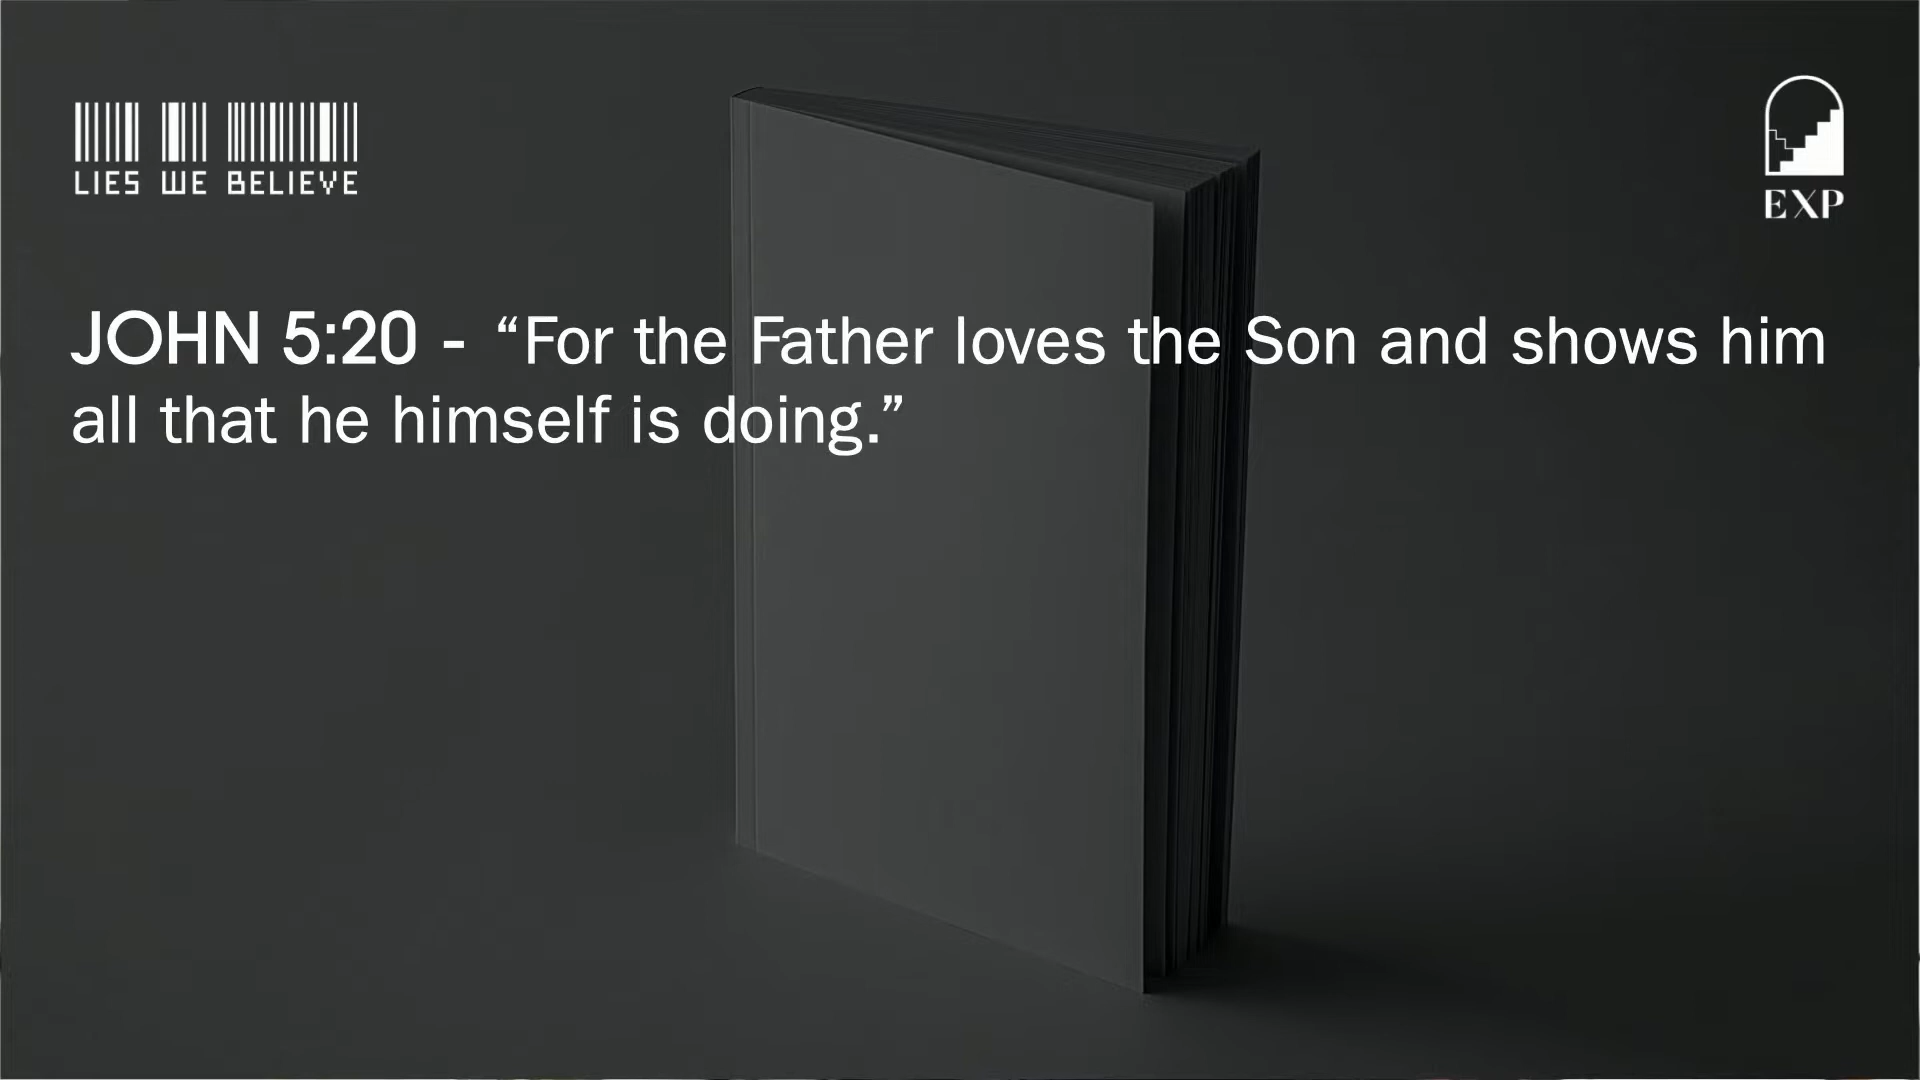 LIES WE BELIEVE
EXP
JOHN 5:20 - “For the Father loves the Son and shows him
all that he himself is doing.”